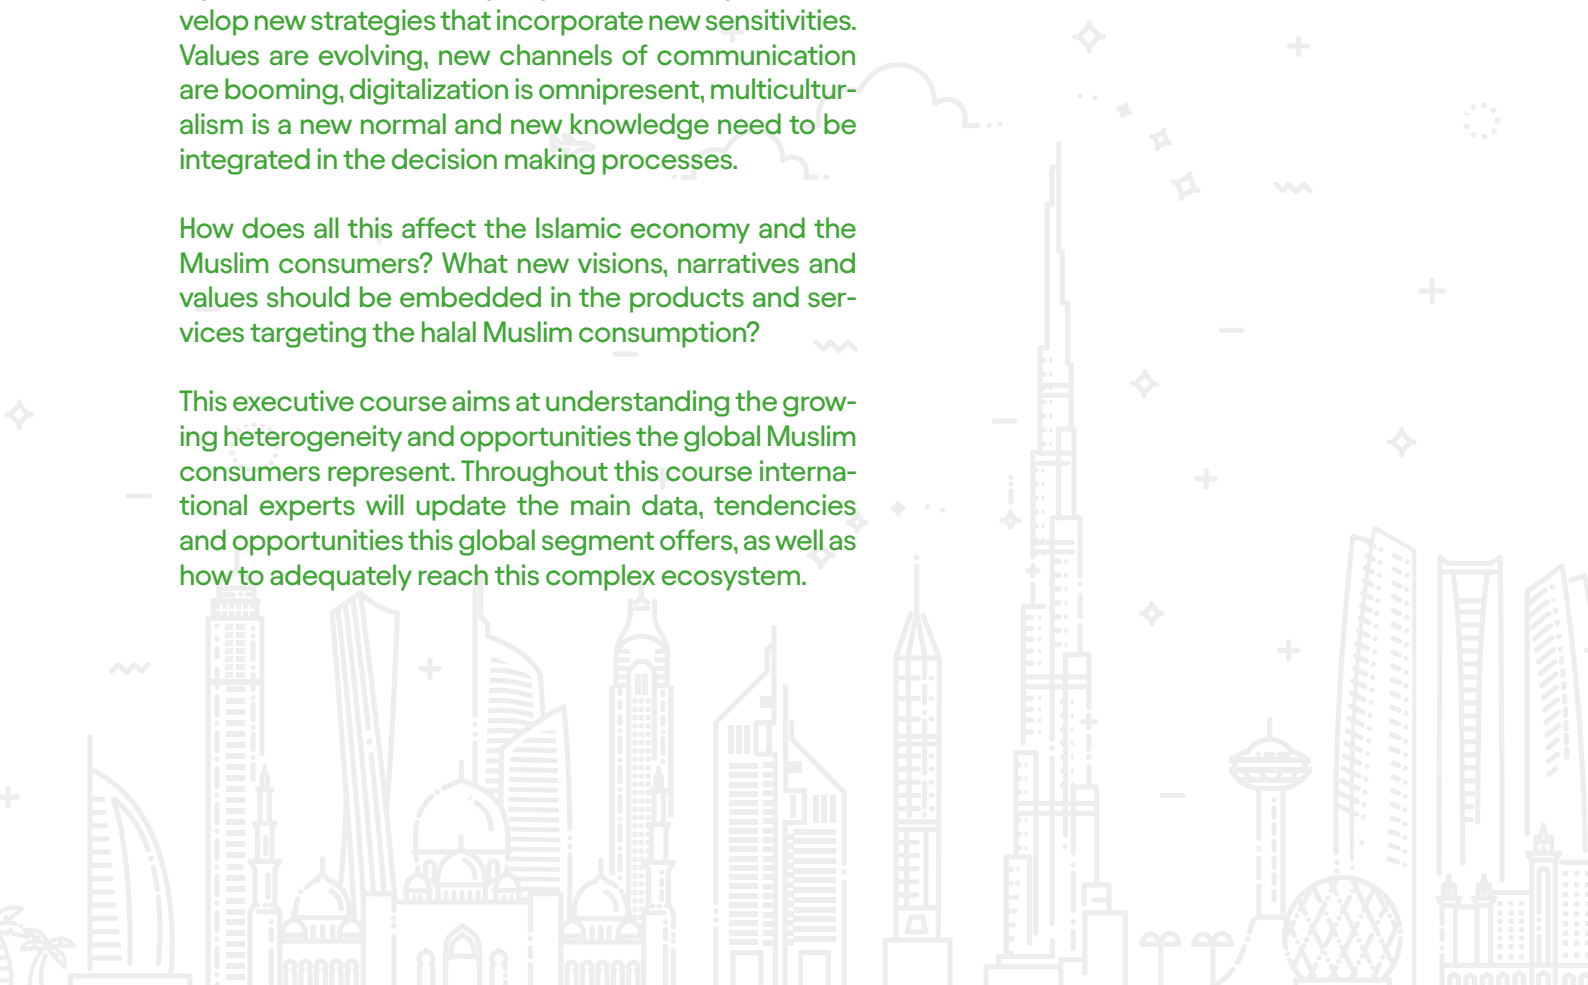 velop new strategies that incorporate new sensitivities.
Values are evolving, new channels of communication
are booming, digitalization is omnipresent, multicultur-
alism is a new normal and new knowledge need to be
integrated in the decision making processes.
How does all this affect the Islamic economy and the
Muslim consumers? What new visions, narratives and
values should be embedded in the products and ser-
vices targeting the halal Muslim consumption?
This executive course aims at understanding the grow-
ing heterogeneity and opportunities the global Muslim
consumers represent. Throughout this course interna-
tional experts will update the main data, tendencies
and opportunities this global segment offers, as well as
how to adequately reach this complex ecosystem.